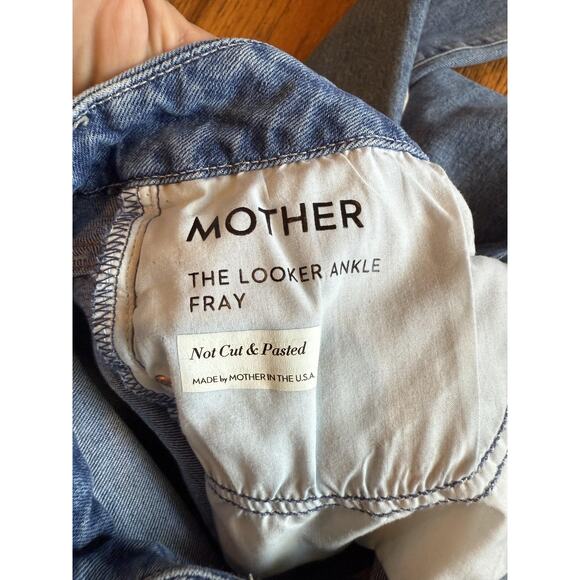 MOTHER
THE LOOKER ANKLE
FRAY
Not Cut & Pasted
MADE by MOTHER IN THE U.S.A.